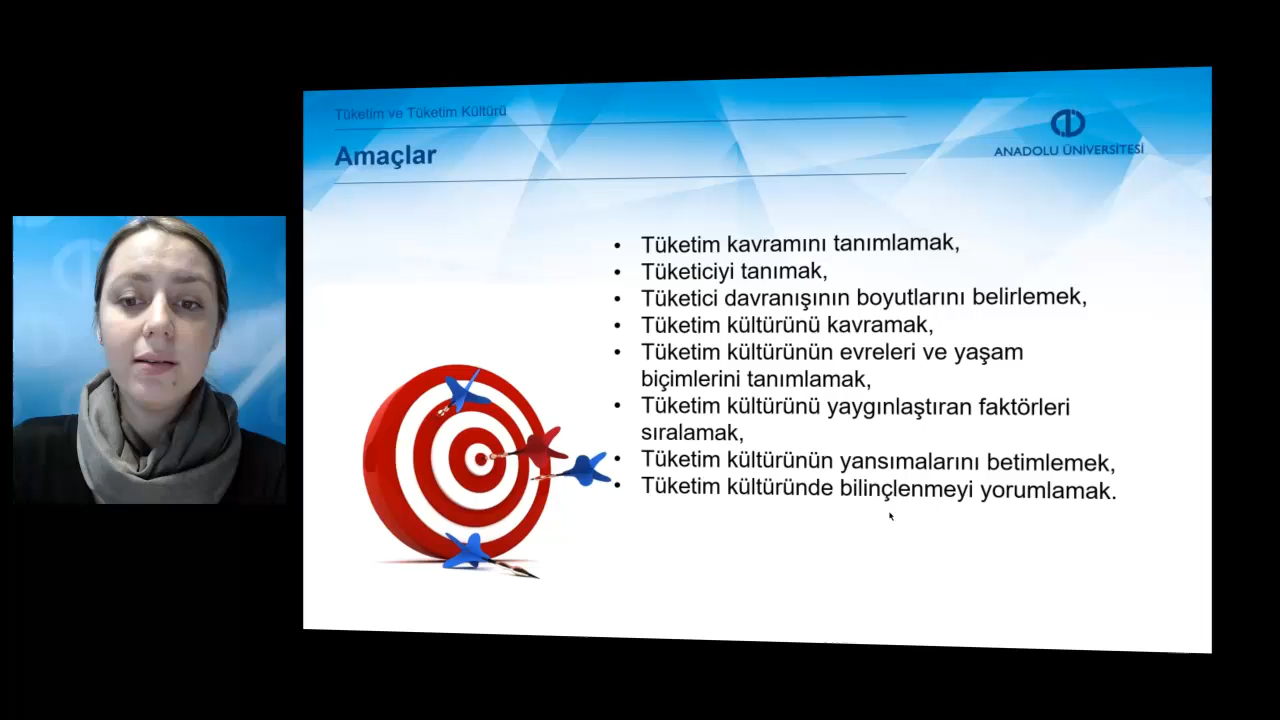 Tüketim ve Tüketim Kültürü
Amaçlar
ANADOLU ÜNİVERSİTESİ
• Tüketim kavramını tanımlamak,
• Tüketiciyi tanımak,
• Tüketici davranışının boyutlarını belirlemek,
• Tüketim kültürünü kavramak,
• Tüketim kültürünün evreleri ve yaşam
biçimlerini tanımlamak,
• Tüketim kültürünü yaygınlaştıran faktörleri
sıralamak,
• Tüketim kültürünün yansımalarını betimlemek,
• Tüketim kültüründe bilinçlenmeyi yorumlamak.